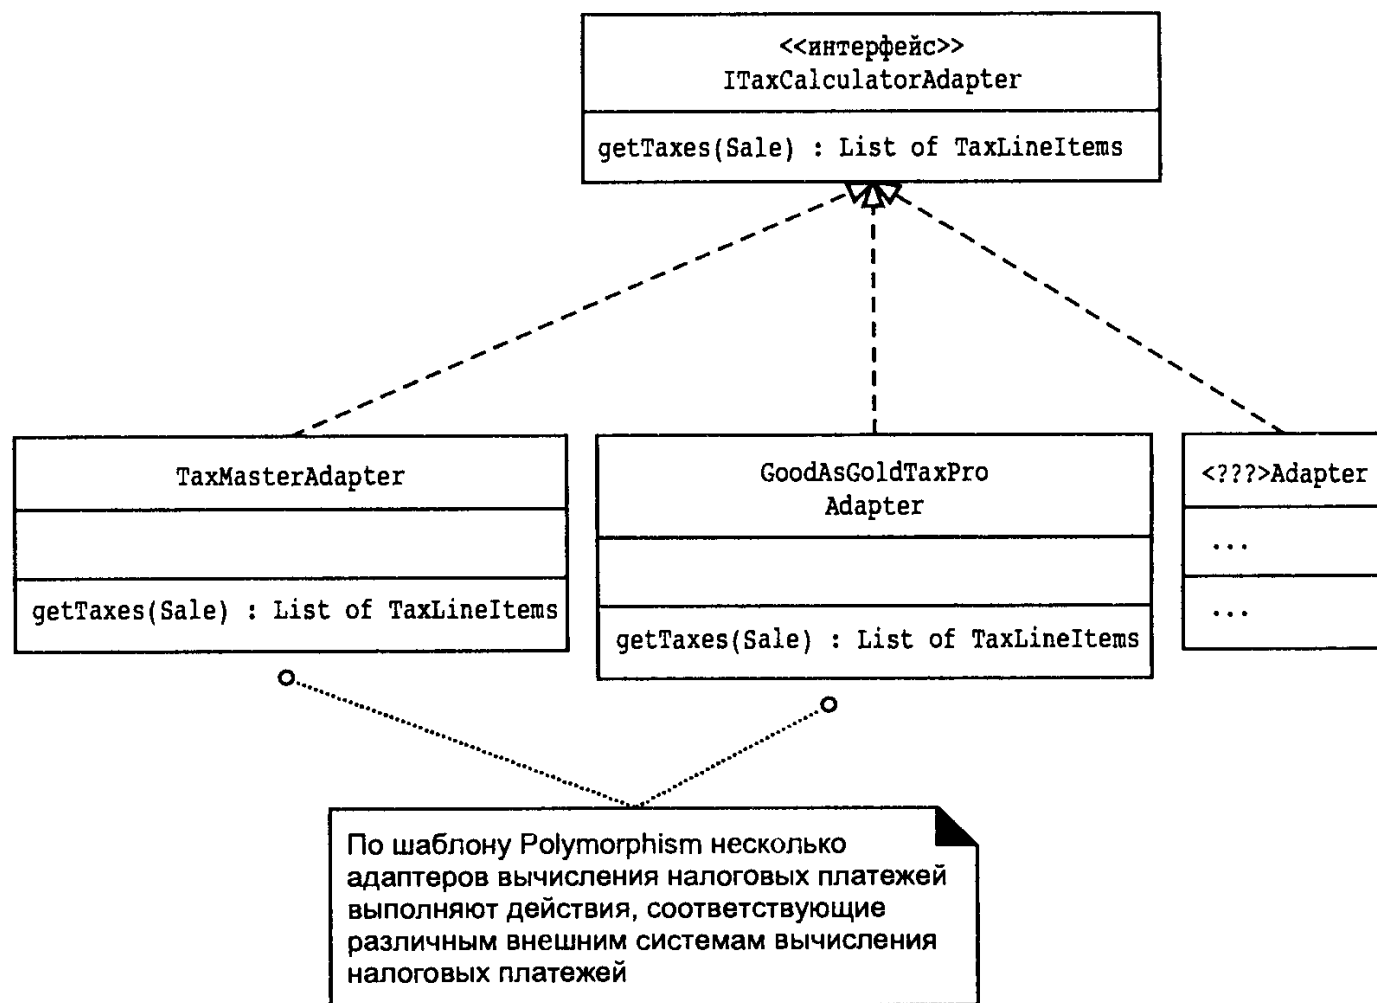 <<интерфейс>>
ITaxCalculatorAdapter
getTaxes(Sale) : List of TaxLineItems
TaxMasterAdapter
getTaxes(Sale) : List of TaxLineItems
GoodAsGoldTaxPro
Adapter
getTaxes(Sale) : List of TaxLineItems
<???>Adapter
...
...
По шаблону Polymorphism несколько
адаптеров вычисления налоговых платежей
выполняют действия, соответствующие
различным внешним системам вычисления
налоговых платежей